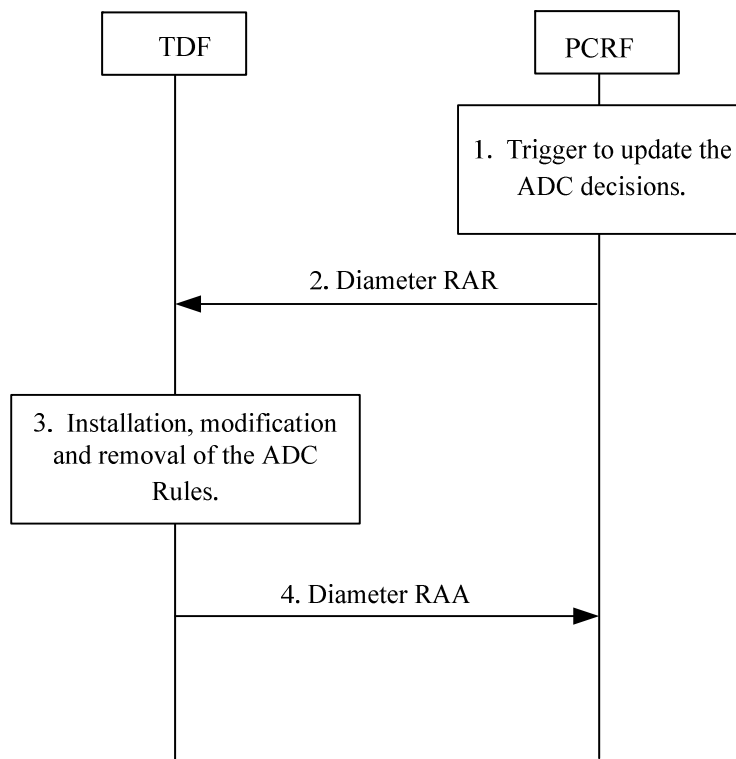 TDF
PCRF
1. Trigger to update the
ADC decisions.
2. Diameter RAR
3. Installation, modification
and removal of the ADC
Rules.
4. Diameter RAA